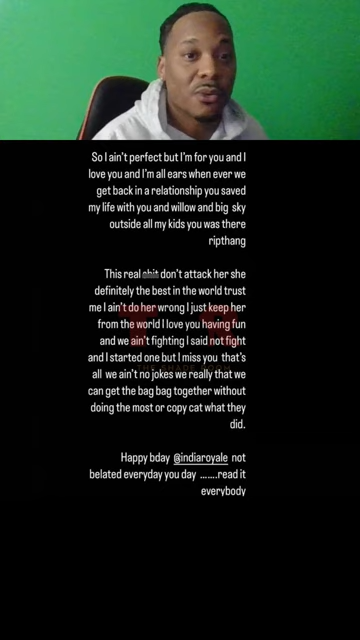 So I ain't perfect but I'm for you and I
love you and I'm all ears when ever we
get back in a relationship you saved
my life with you and willow and big sky
outside all my kids you was there
ripthang
This real shit don't attack her she
definitely the best in the world trust
me I ain't do her wrong I just keep her
from the world I love you having fun
and we ain't fighting I said not fight
and I started one but I miss you that's
all we ain't no jokes we really that we
can get the bag bag together without
doing the most or copy cat what they
did.
THE SHADE ROOM
Happy bday @indiaroyale not
belated everyday you day .......read it
everybody